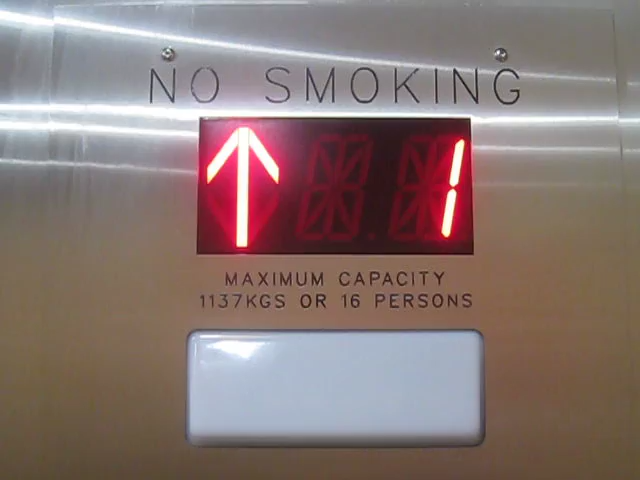 NO SMOKING
↑ 1
MAXIMUM CAPACITY
1137KGS OR 16 PERSONS